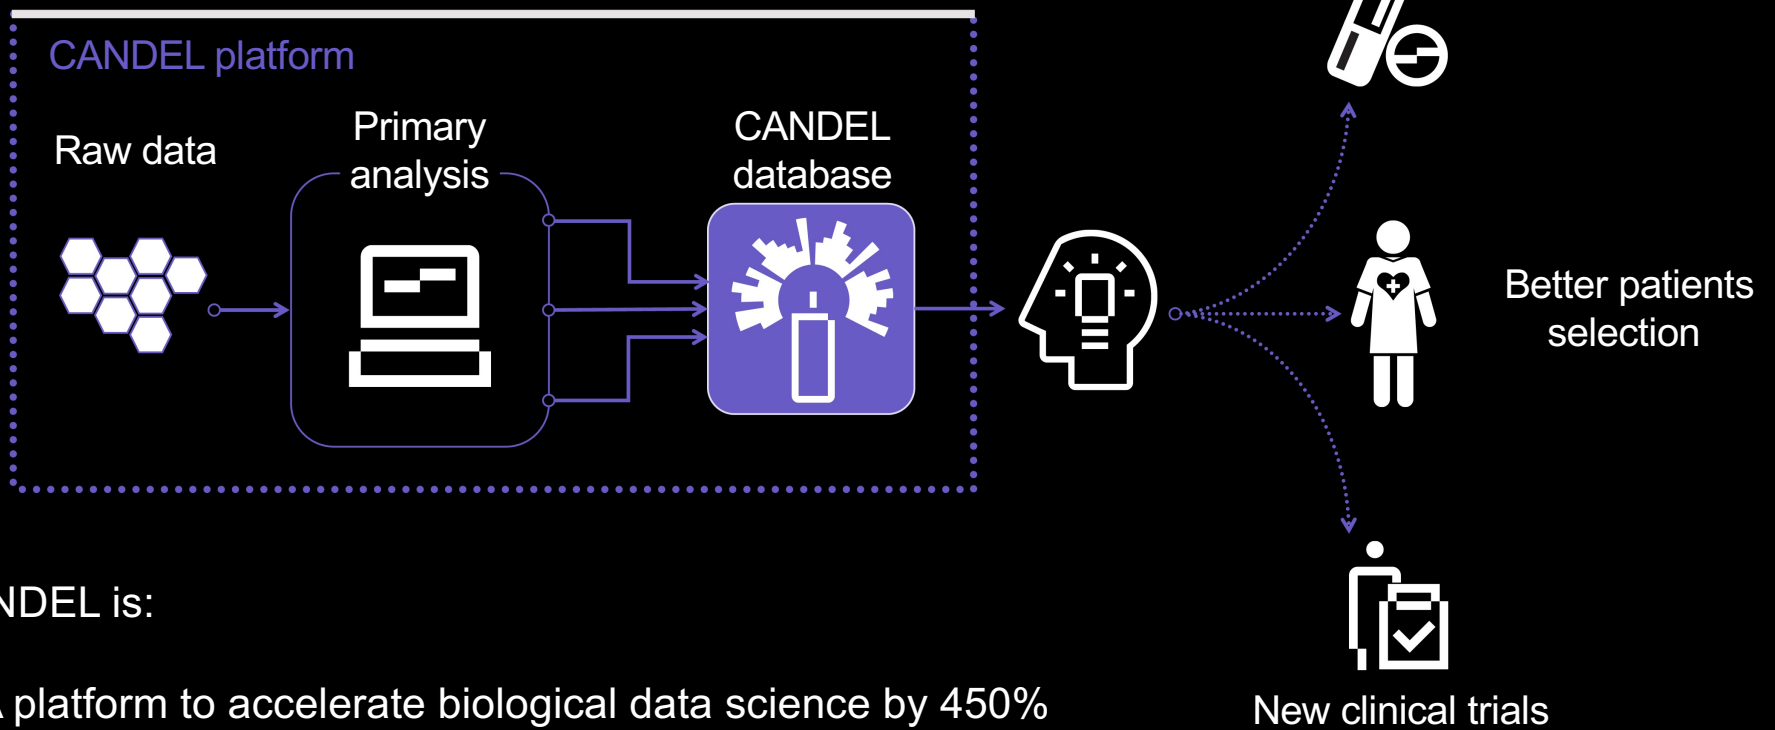 CANDEL platform
Raw data
Primary
analysis
CANDEL
database
Better patients
selection
NDEL is:
platform to accelerate biological data science by 450%
New clinical trials